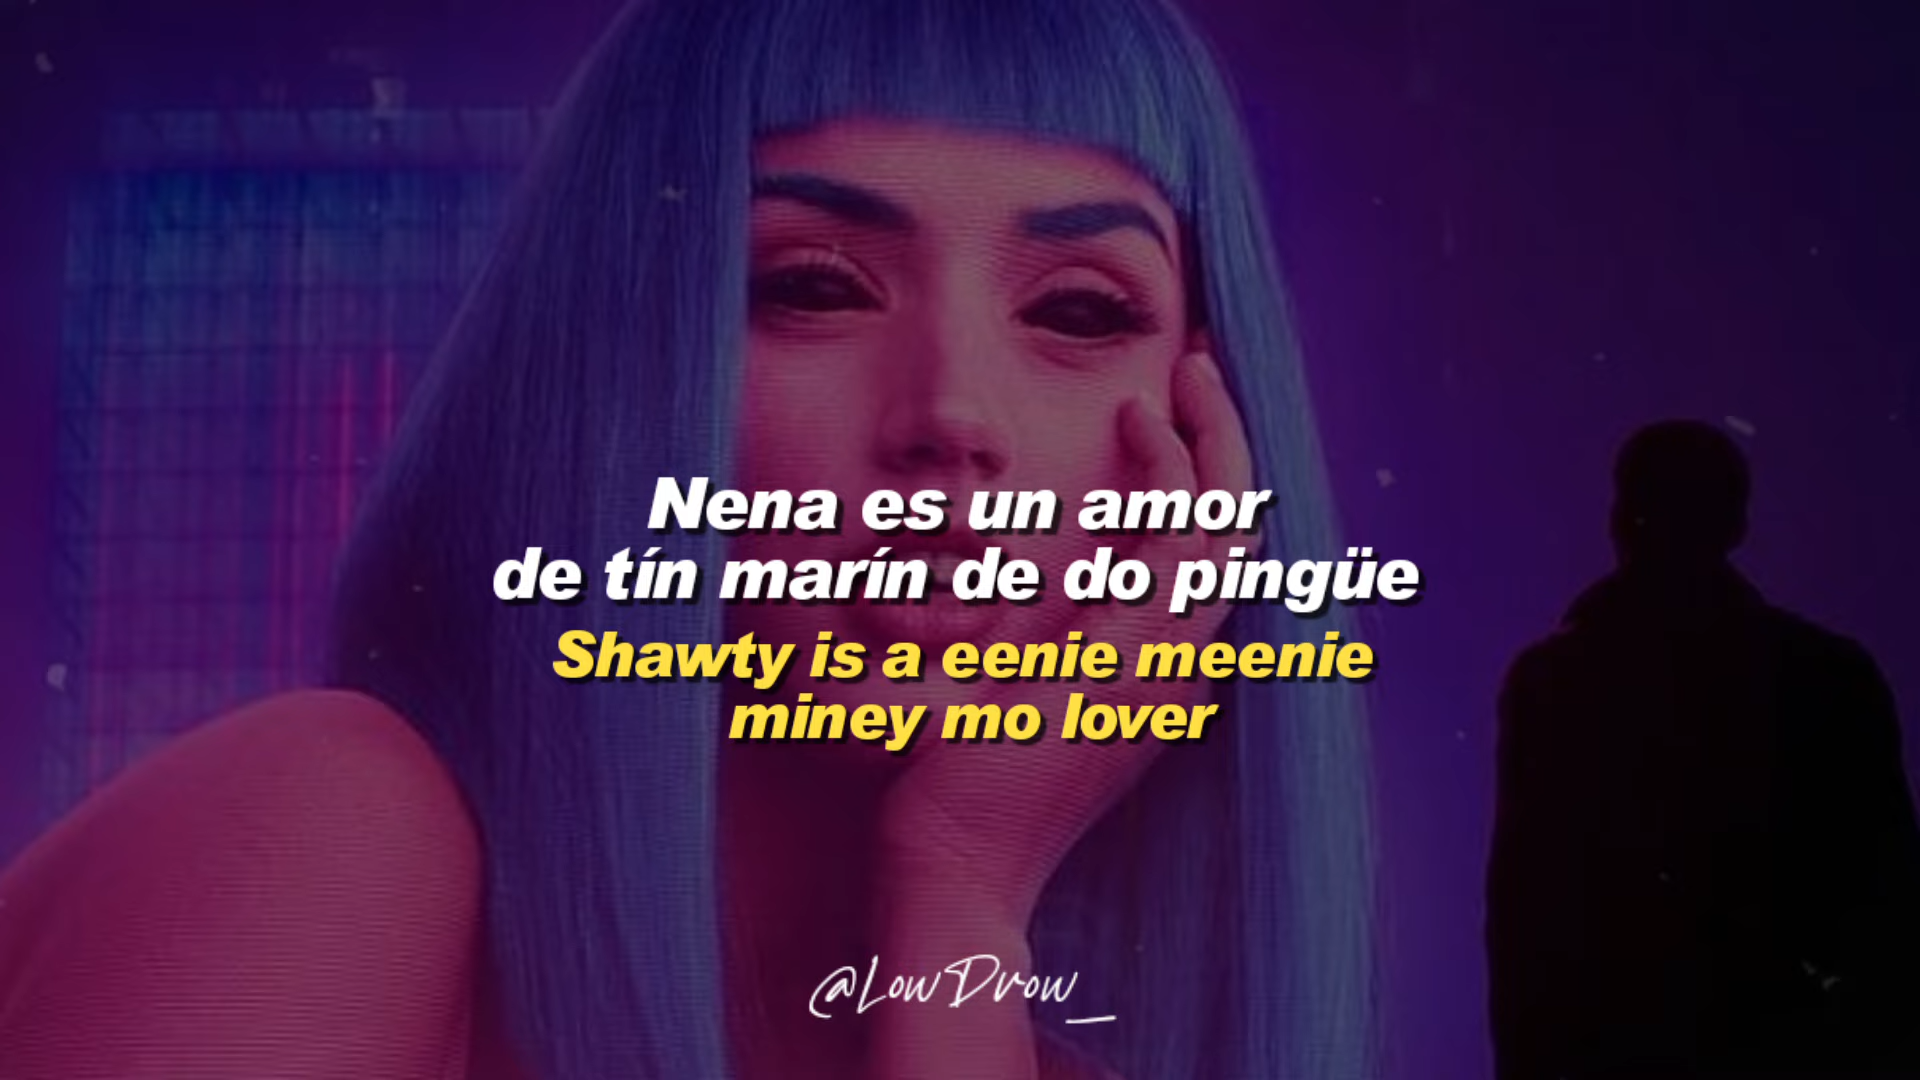 Nena es un amor
de tín marín de do pingüe
Shawty is a eenie meenie
miney mo lover
@LowDrow_